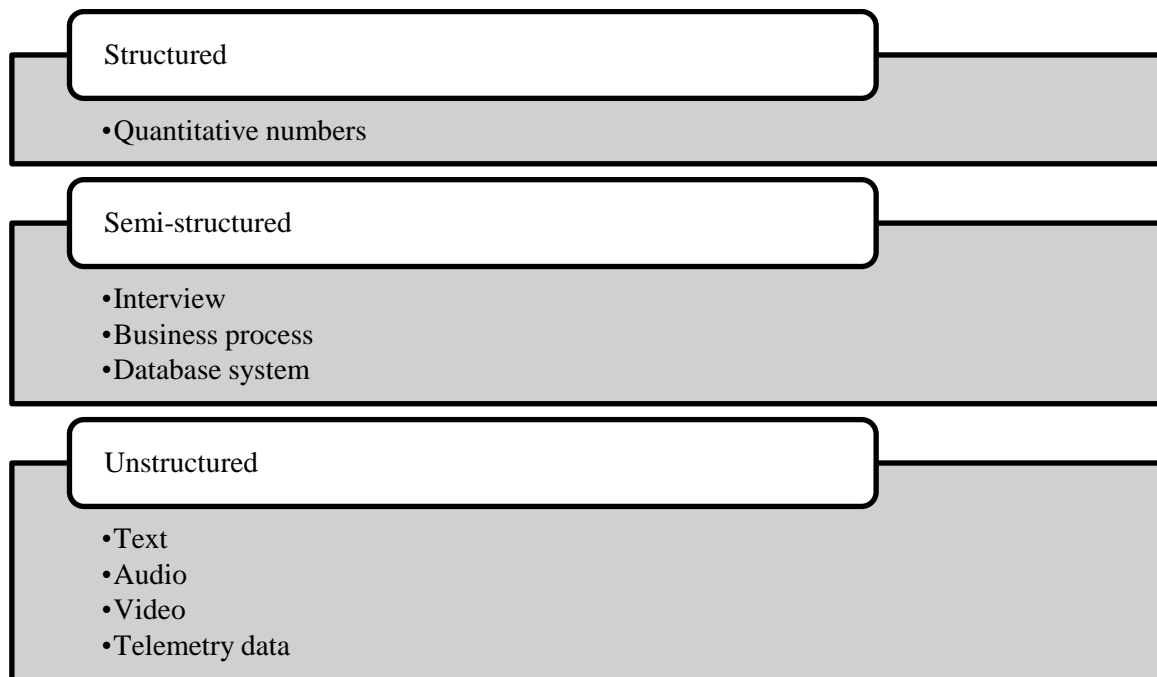 Structured
•Quantitative numbers
Semi-structured
•Interview
•Business process
•Database system
Unstructured
•Text
•Audio
•Video
•Telemetry data